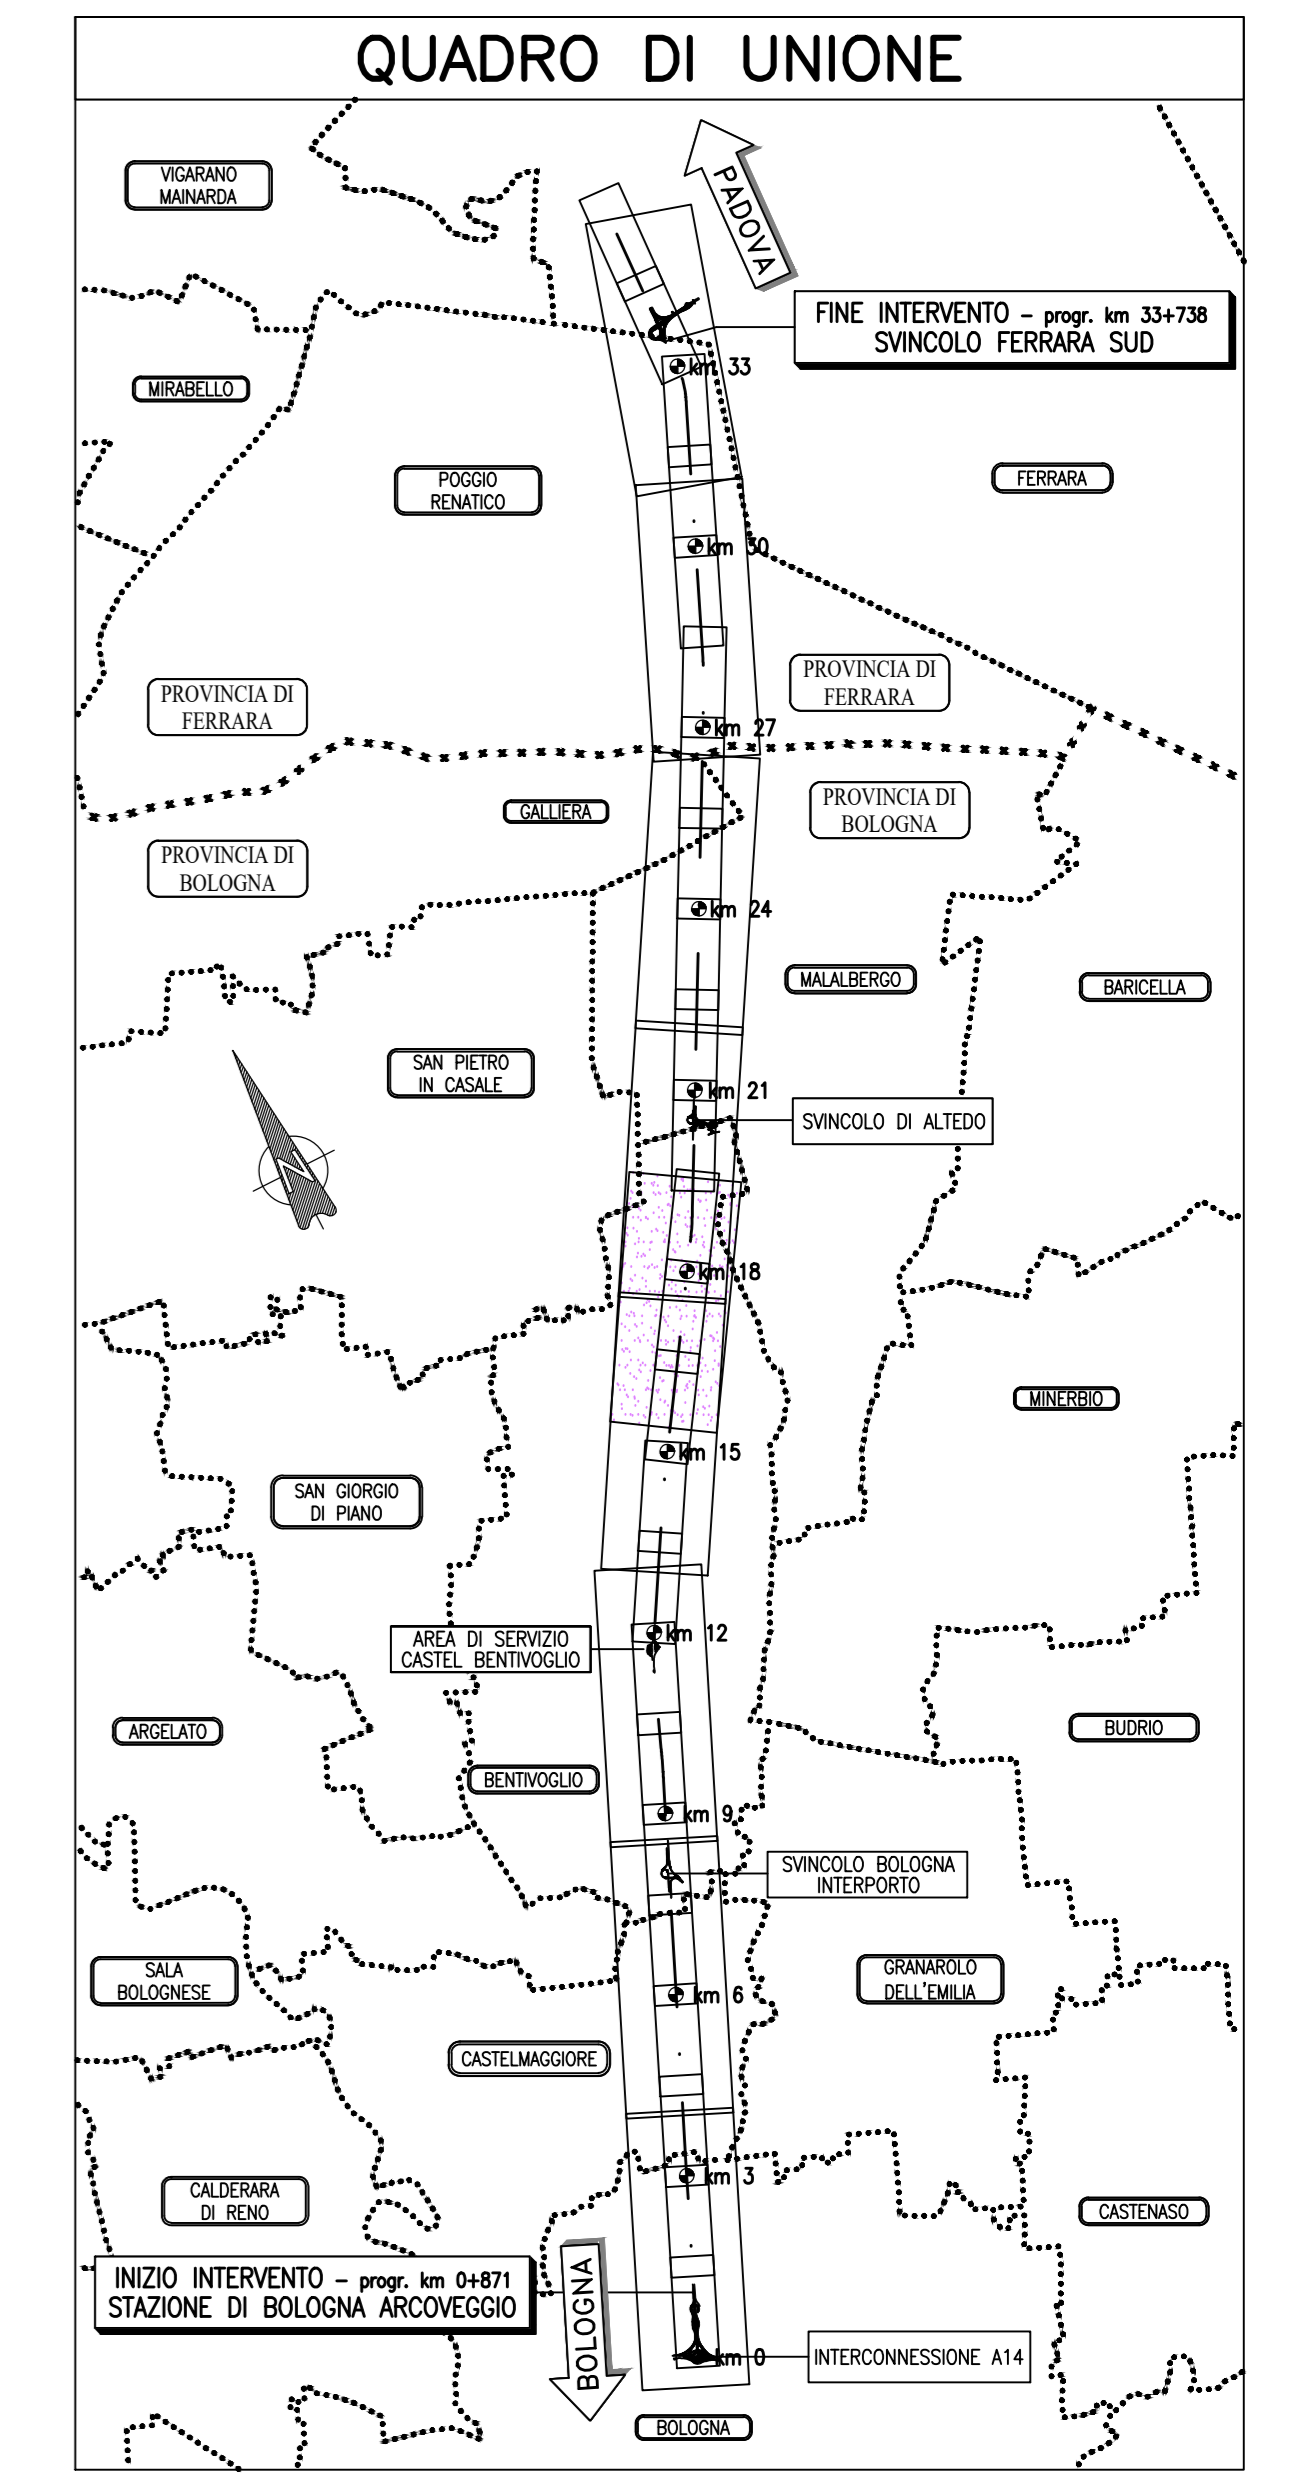 QUADRO DI UNIONE
VIGARANO
MAINARDA
PADOVA
FINE INTERVENTO - progr. km 33+738
SVINCOLO FERRARA SUD
km 33
MIRABELLO
POGGIO
RENATICO
FERRARA
km 30
PROVINCIA DI
FERRARA
PROVINCIA DI
FERRARA
km 27
GALLIERA
PROVINCIA DI
BOLOGNA
PROVINCIA DI
BOLOGNA
km 24
MALALBERGO
BARICELLA
SAN PIETRO
IN CASALE
km 21
SVINCOLO DI ALTEDO
N
km 18
MINERBIO
km 15
SAN GIORGIO
DI PIANO
km 12
AREA DI SERVIZIO
CASTEL BENTIVOGLIO
ARGELATO
BUDRIO
BENTIVOGLIO
km 9
SVINCOLO BOLOGNA
INTERPORTO
SALA
BOLOGNESE
GRANAROLO
DELL'EMILIA
km 6
CASTELMAGGIORE
km 3
CALDERARA
DI RENO
CASTENASO
INIZIO INTERVENTO - progr. km 0+871
STAZIONE DI BOLOGNA ARCOVEGGIO
BOLOGNA
km 0
INTERCONNESSIONE A14
BOLOGNA